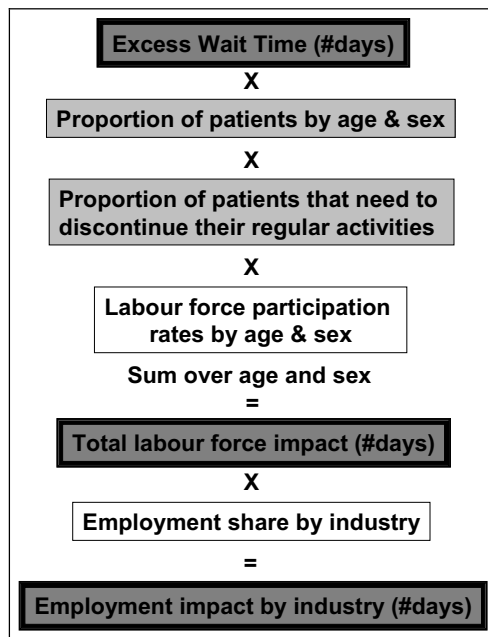 Excess Wait Time (#days)
X
Proportion of patients by age & sex
X
Proportion of patients that need to
discontinue their regular activities
X
Labour force participation
rates by age & sex
Sum over age and sex
=
Total labour force impact (#days)
X
Employment share by industry
=
Employment impact by industry (#days)